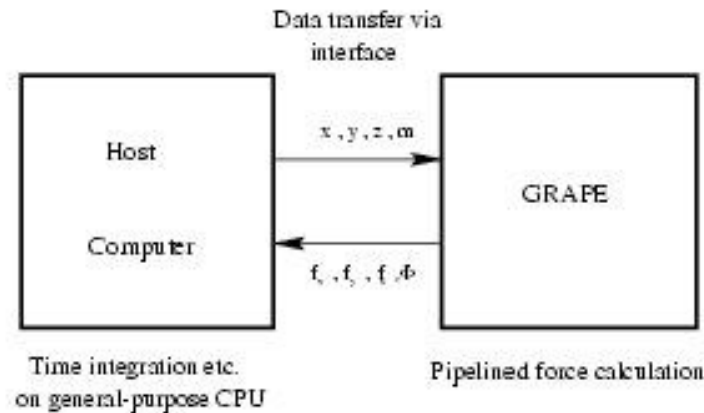 Data transfer via
interface
x , y , z , m
Host
GRAPE
Computer
f , f , f , Φ
Time integration etc.
on general-purpose CPU
Pipelined force calculation